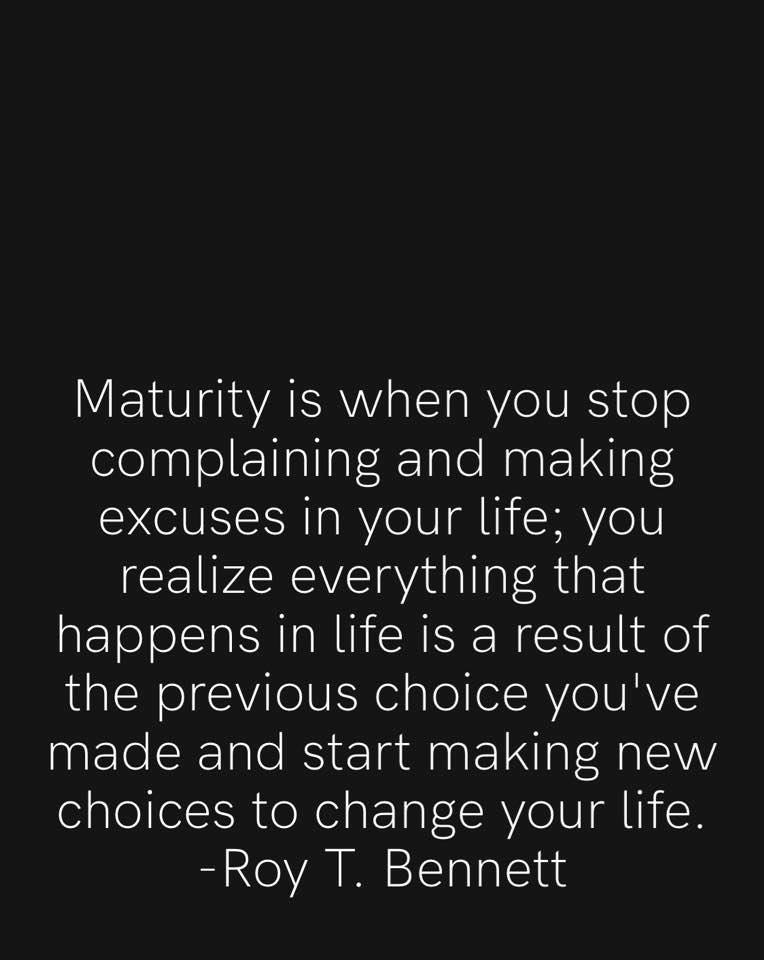 Maturity is when you stop
complaining and making
excuses in your life; you
realize everything that
happens in life is a result of
the previous choice you've
made and start making new
choices to change your life.
-Roy T. Bennett